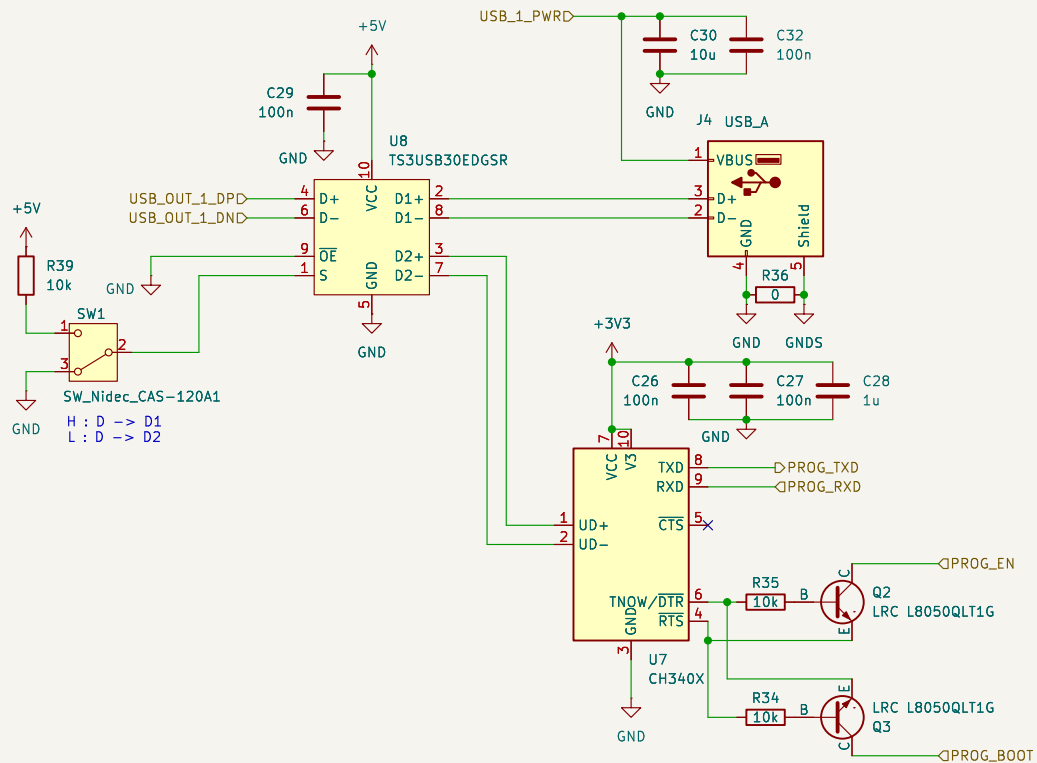 USB_1_PWR
C30
10u
C32
100n
GND
+5V
C29
100n
GND
U8
TS3USB30EDGSR
10
VCC
USB_OUT_1_DP
4
D+
D1+
2
USB_OUT_1_DN
6
D-
D1-
8
9
OE
D2+
3
1
S
D2-
7
GND
5
GND
GND
J4
USB_A
1
VBUS
3
D+
2
D-
GND
Shield
4
5
R36
0
GND
GNDS
+5V
R39
10k
SW1
1
2
3
SW_Nidec_CAS-120A1
GND
H : D -> D1
L : D -> D2
+3V3
C26
100n
C27
100n
C28
1u
GND
7
10
VCC
V3
TXD
8
PROG_TXD
RXD
9
PROG_RXD
1
UD+
CTS
5
2
UD-
TNOW/DTR
6
RTS
4
GND
3
U7
CH340X
GND
R35
10k
B
C
E
Q2
LRC L8050QLT1G
PROG_EN
R34
10k
B
E
C
LRC L8050QLT1G
Q3
PROG_BOOT